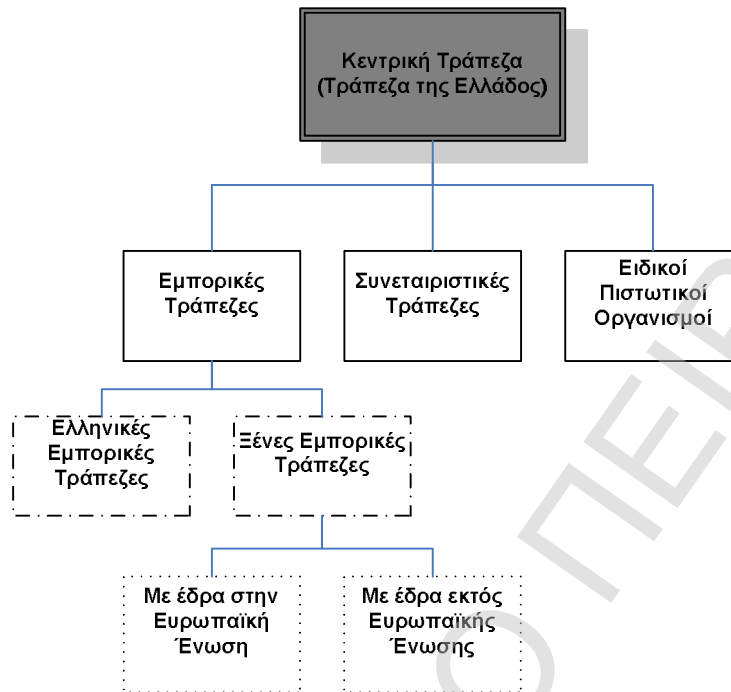 Κεντρική Τράπεζα
(Τράπεζα της Ελλάδος)
Εμπορικές
Τράπεζες
Συνεταιριστικές
Τράπεζες
Ειδικοί
Πιστωτικοί
Οργανισμοί
Ελληνικές
Εμπορικές
Τράπεζες
Ξένες Εμπορικές
Τράπεζες
Με έδρα στην
Ευρωπαϊκή
Ένωση
Με έδρα εκτός
Ευρωπαϊκής
Ένωσης
Ο ΠΕΙΡ